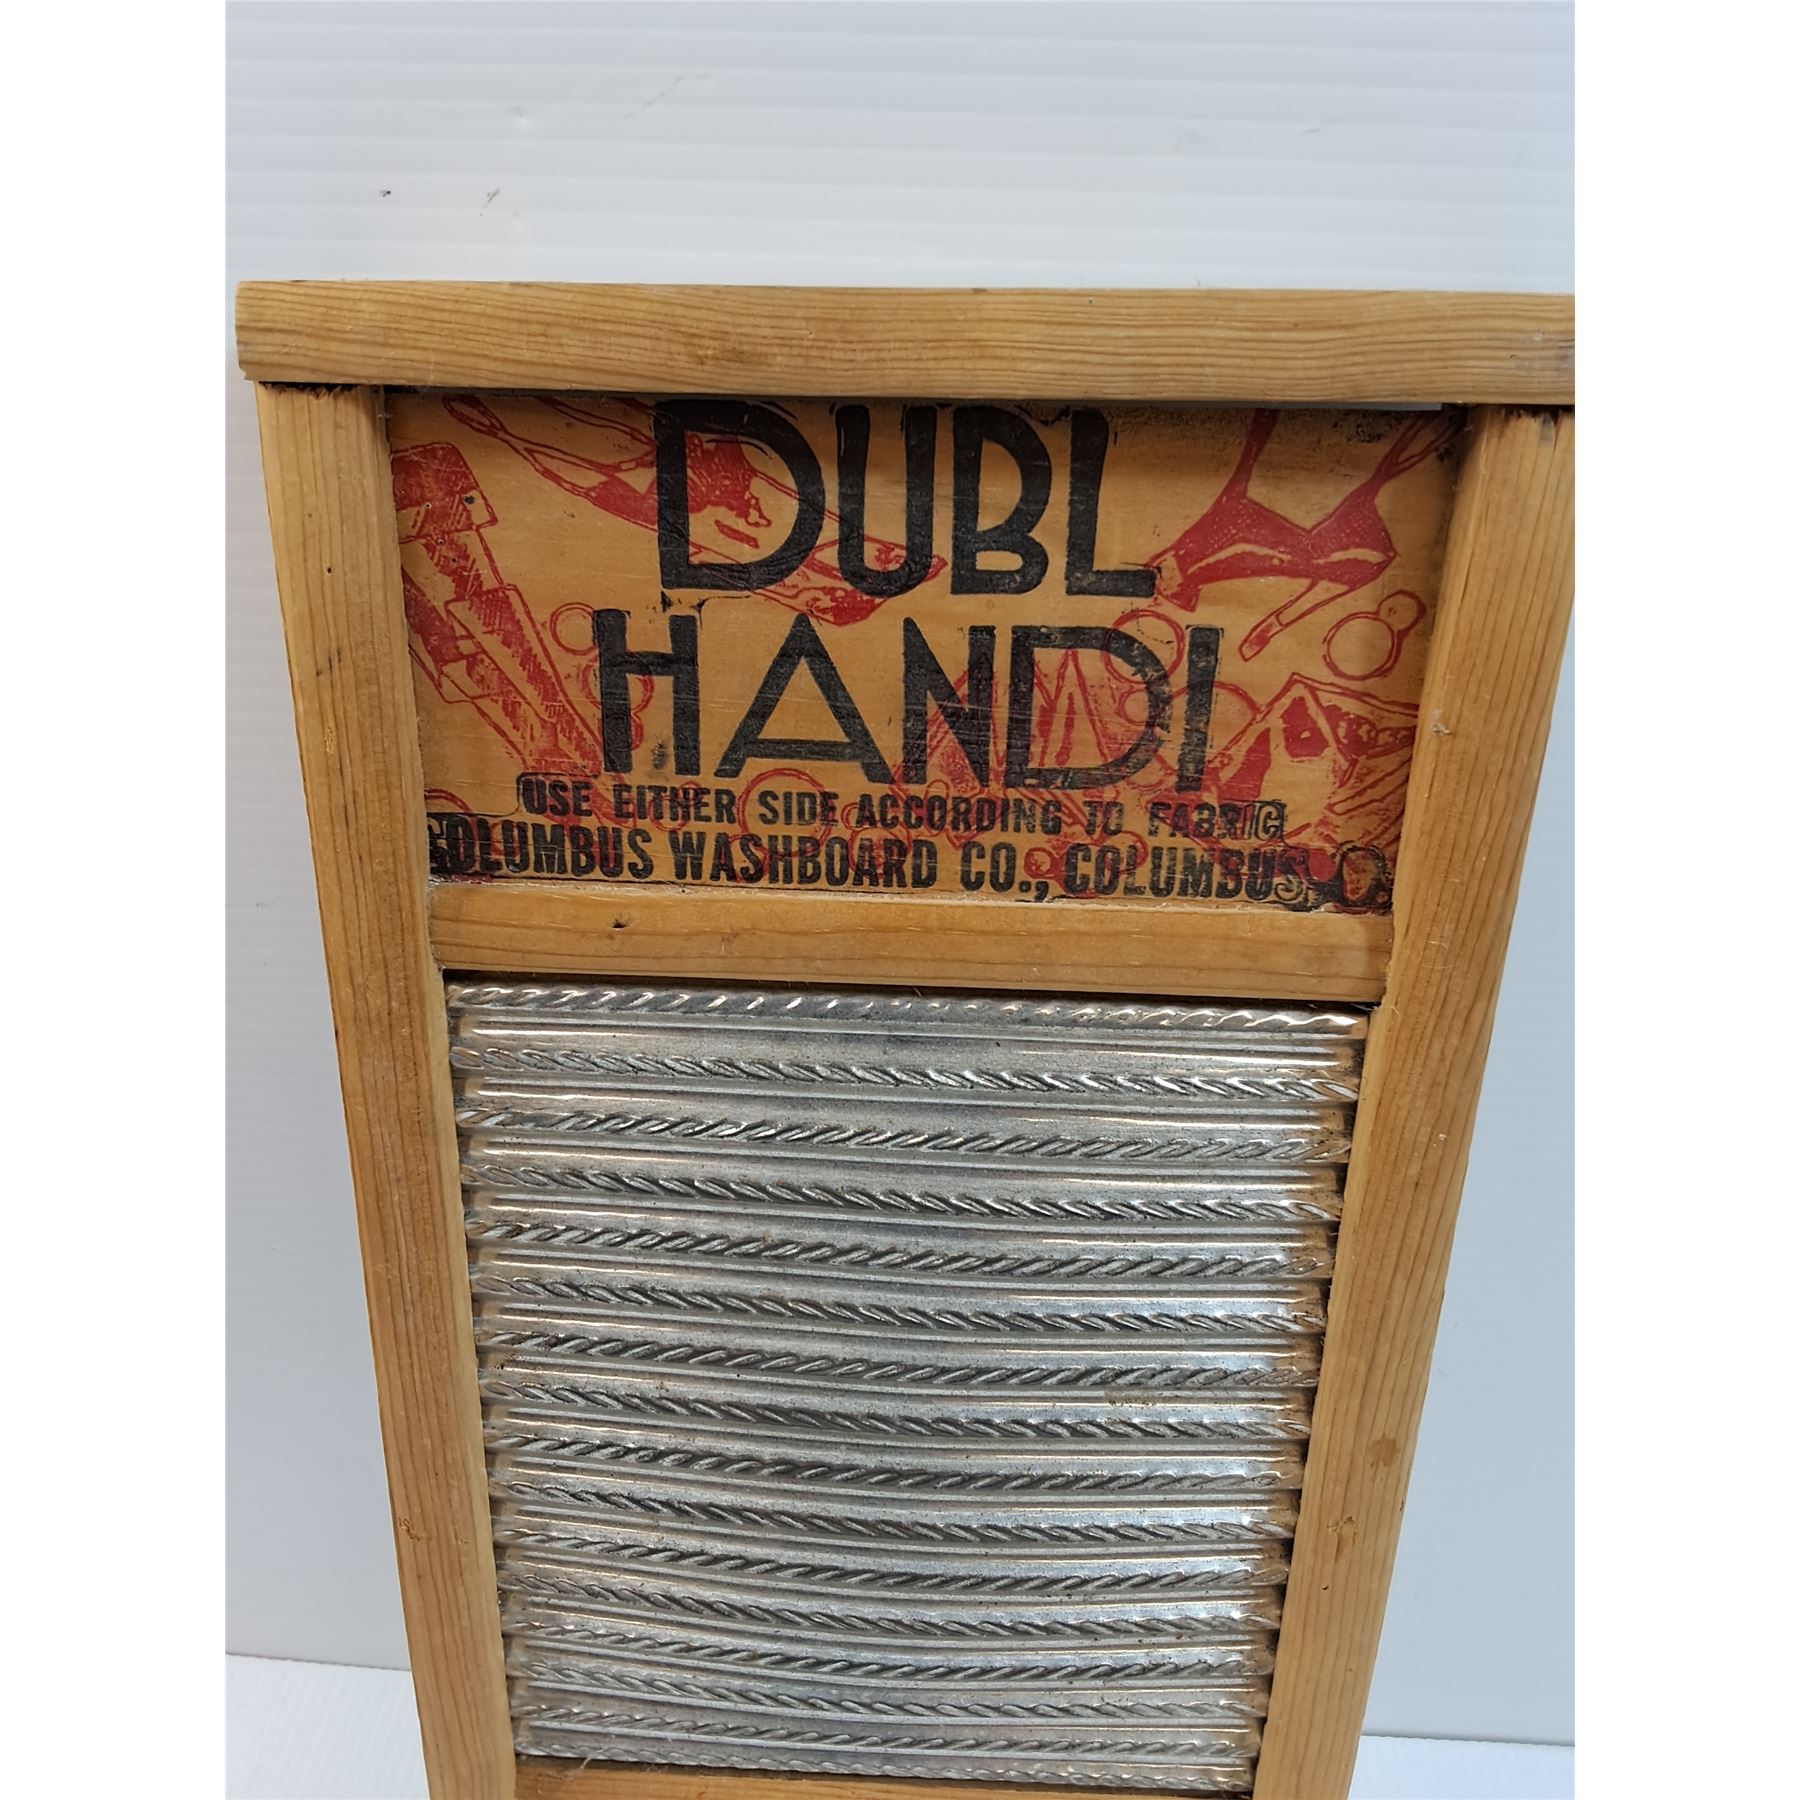 DUBL
HANDI
USE EITHER SIDE ACCORDING TO FABRIC
COLUMBUS WASHBOARD CO., COLUMBUS, O.